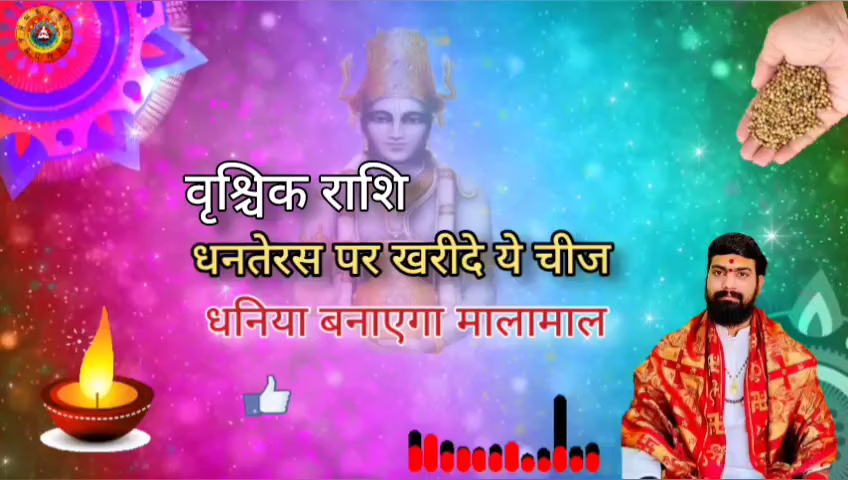 वृश्चिक राशि
धनतेरस पर खरीदे ये चीज
धनिया बनाएगा मालामाल